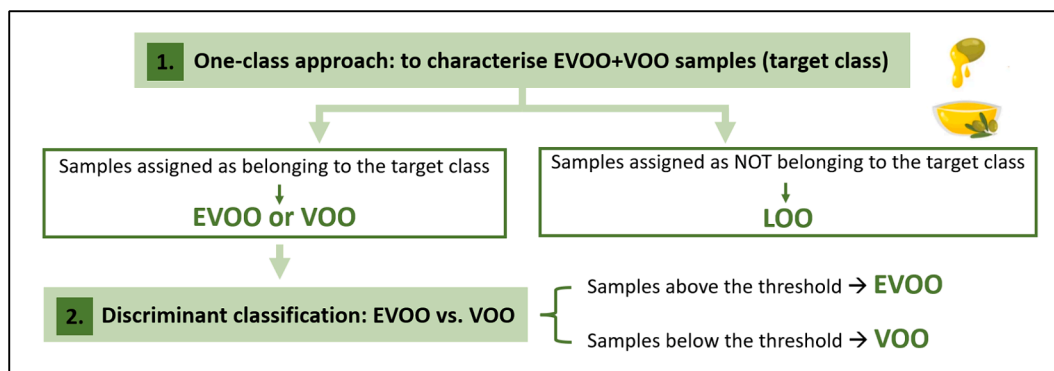 1. One-class approach: to characterise EVOO+VOO samples (target class)
Samples assigned as belonging to the target class
EVOO or VOO
Samples assigned as NOT belonging to the target class
LOO
2. Discriminant classification: EVOO vs. VOO
Samples above the threshold → EVOO
Samples below the threshold → VOO